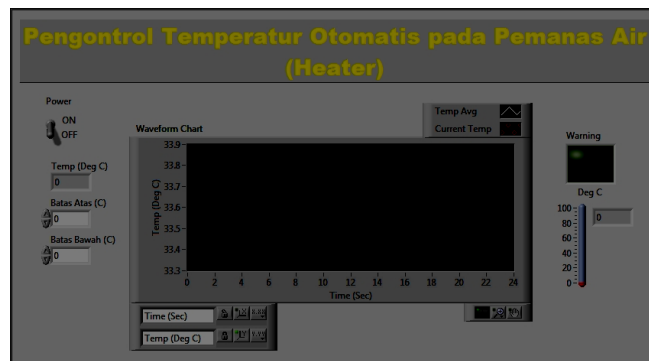 Pengontrol Temperatur Otomatis pada Pemanas Air
(Heater)
Power
ON
OFF
Temp (Deg C)
0
Batas Atas (C)
0
Batas Bawah (C)
0
Waveform Chart
Temp Avg
Current Temp
Temp (Deg C)
33.9
33.8
33.7
33.6
33.5
33.4
33.3
0 2 4 6 8 10 12 14 16 18 20 22 24
Time (Sec)
Time (Sec)
Temp (Deg C)
Warning
Deg C
100
80
60
40
20
0
0